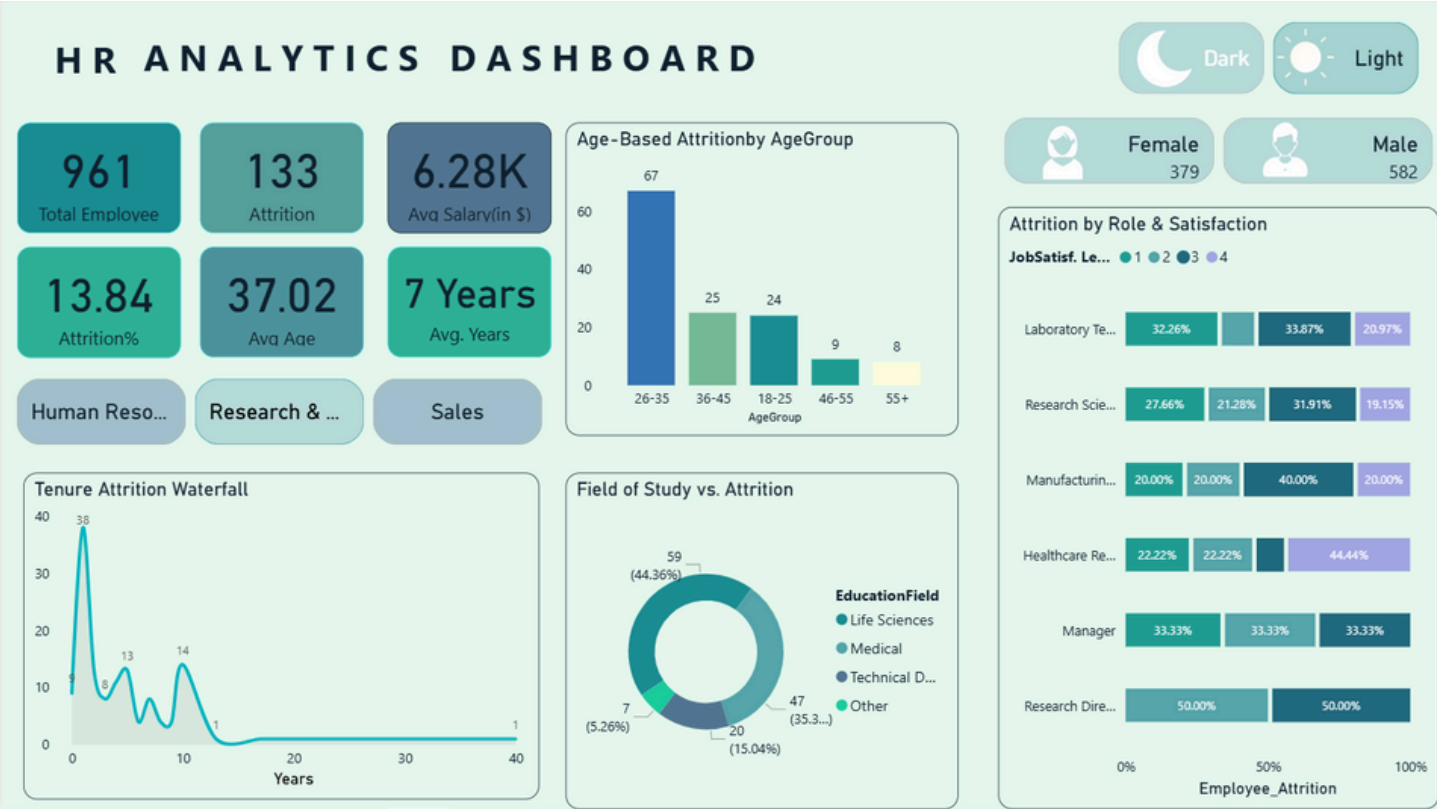 HR ANALYTICS DASHBOARD
Dark
Light
961
Total Employee
133
Attrition
6.28K
Avg Salary(in $)
13.84
Attrition%
37.02
Avg Age
7 Years
Avg. Years
Human Reso...
Research & ...
Sales
Age-Based Attritionby AgeGroup
67
60
40
25
24
20
9
8
0
26-35 36-45 18-25 46-55 55+
AgeGroup
Female
379
Male
582
Attrition by Role & Satisfaction
JobSatisf. Le... 1 2 3 4
Laboratory Te... 32.26% 33.87% 20.97%
Research Scie... 27.66% 21.28% 31.91% 19.15%
Manufacturin... 20.00% 20.00% 40.00% 20.00%
Healthcare Re... 22.22% 22.22% 44.44%
Manager 33.33% 33.33% 33.33%
Research Dire... 50.00% 50.00%
0% 50% 100%
Employee_Attrition
Tenure Attrition Waterfall
40
38
30
20
13
14
10
9
8
1
1
0
0 10 20 30 40
Years
Field of Study vs. Attrition
59
(44.36%)
47
(35.3...)
20
(15.04%)
7
(5.26%)
EducationField
Life Sciences
Medical
Technical D...
Other